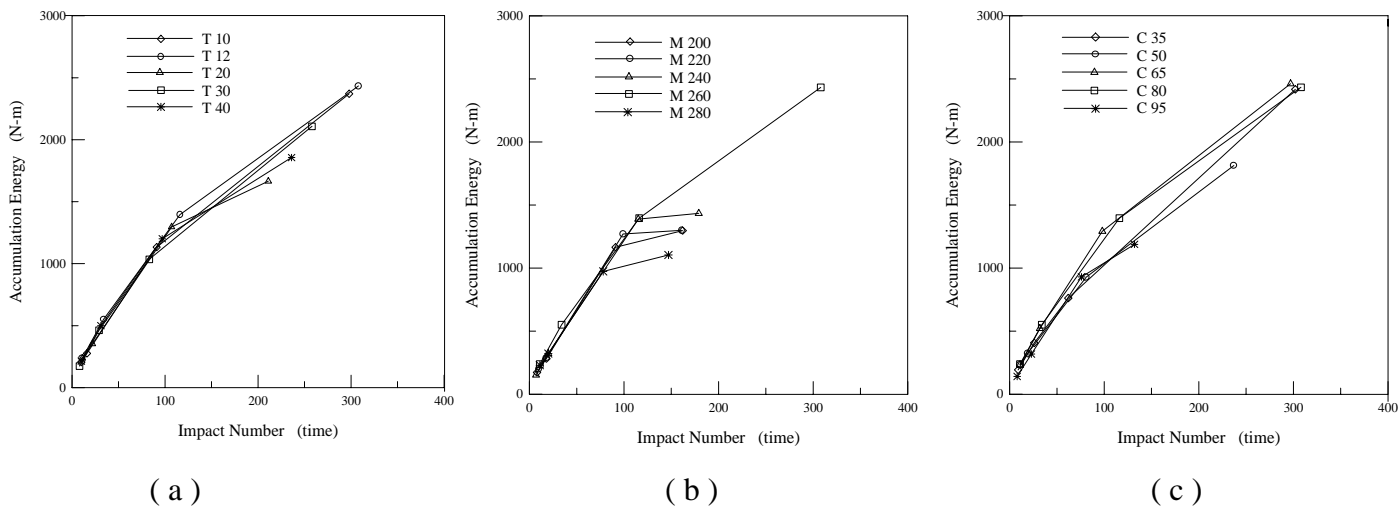 3000
T 10
T 12
T 20
T 30
T 40
2000
1000
0
Accumulation Energy (N-m)
0 100 200 300 400
Impact Number (time)
( a )
3000
M 200
M 220
M 240
M 260
M 280
2000
1000
0
Accumulation Energy (N-m)
0 100 200 300 400
Impact Number (time)
( b )
3000
C 35
C 50
C 65
C 80
C 95
2000
1000
0
Accumulation Energy (N-m)
0 100 200 300 400
Impact Number (time)
( c )